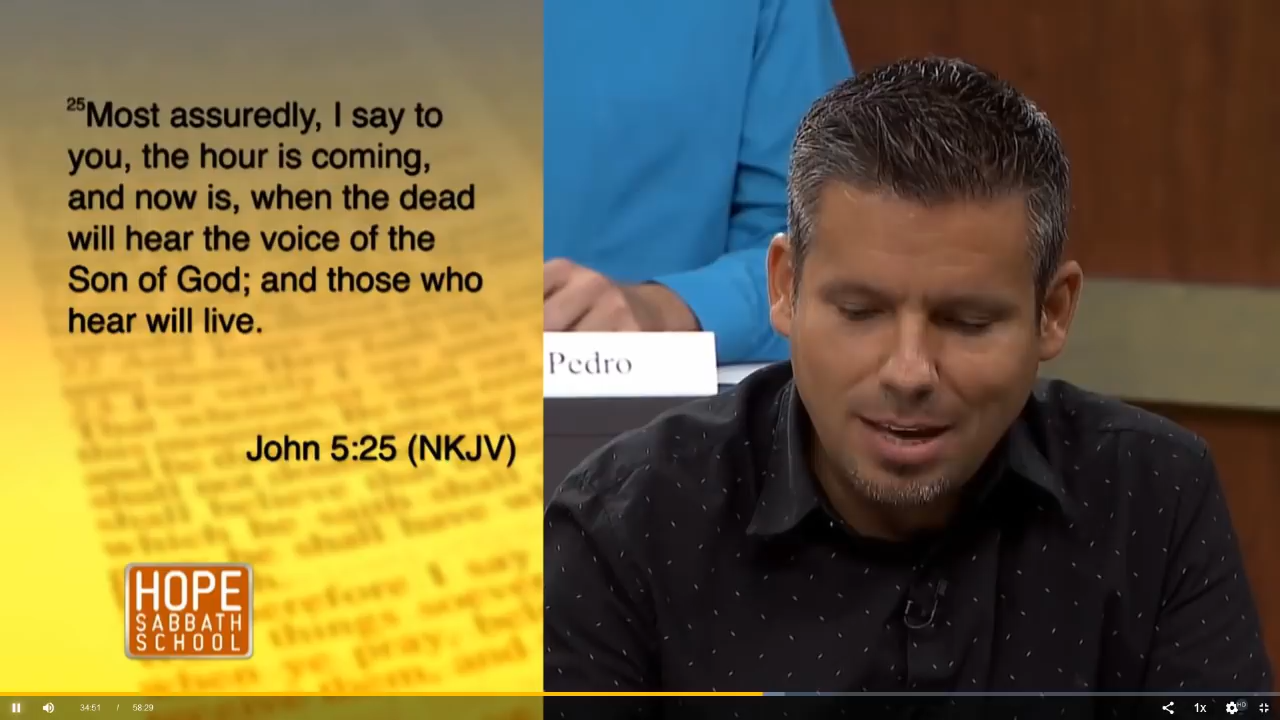 25Most assuredly, I say to
you, the hour is coming,
and now is, when the dead
will hear the voice of the
Son of God; and those who
hear will live.
John 5:25 (NKJV)
HOPE
SABBATH
SCHOOL
Pedro
34:51 / 58:29
1x
HD